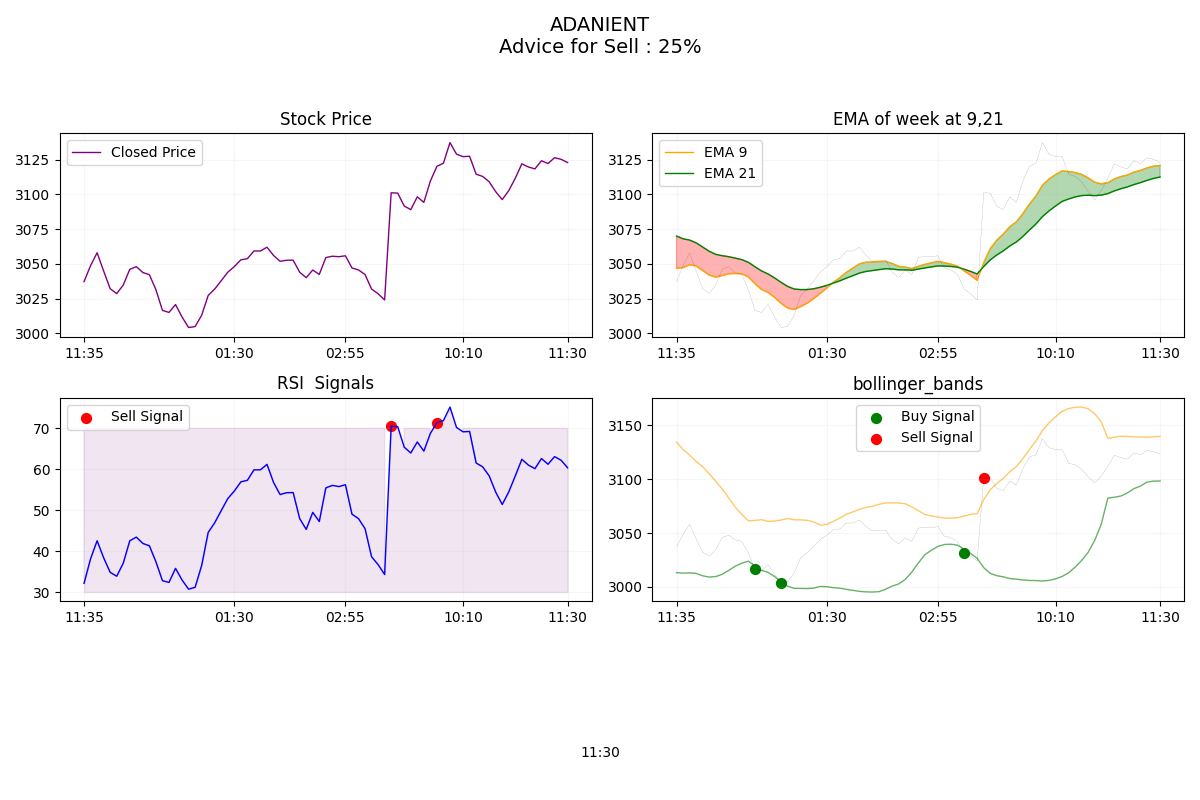 ADANIENT
Advice for Sell : 25%
Stock Price
Closed Price
3125
3100
3075
3050
3025
3000
11:35 01:30 02:55 10:10 11:30
EMA of week at 9,21
EMA 9
EMA 21
3125
3100
3075
3050
3025
3000
11:35 01:30 02:55 10:10 11:30
RSI  Signals
Sell Signal
70
60
50
40
30
11:35 01:30 02:55 10:10 11:30
bollinger_bands
Buy Signal
Sell Signal
3150
3100
3050
3000
11:35 01:30 02:55 10:10 11:30
11:30